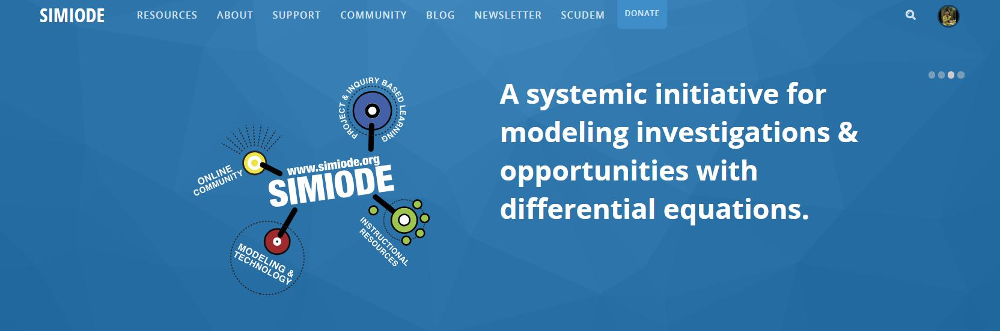 SIMIODE
RESOURCES ABOUT SUPPORT COMMUNITY BLOG NEWSLETTER SCUDEM DONATE
PROJECT & INQUIRY BASED LEARNING
ONLINE
COMMUNITY
www.simiode.org
SIMIODE
INSTRUCTIONAL
RESOURCES
MODELING &
TECHNOLOGY
A systemic initiative for
modeling investigations &
opportunities with
differential equations.